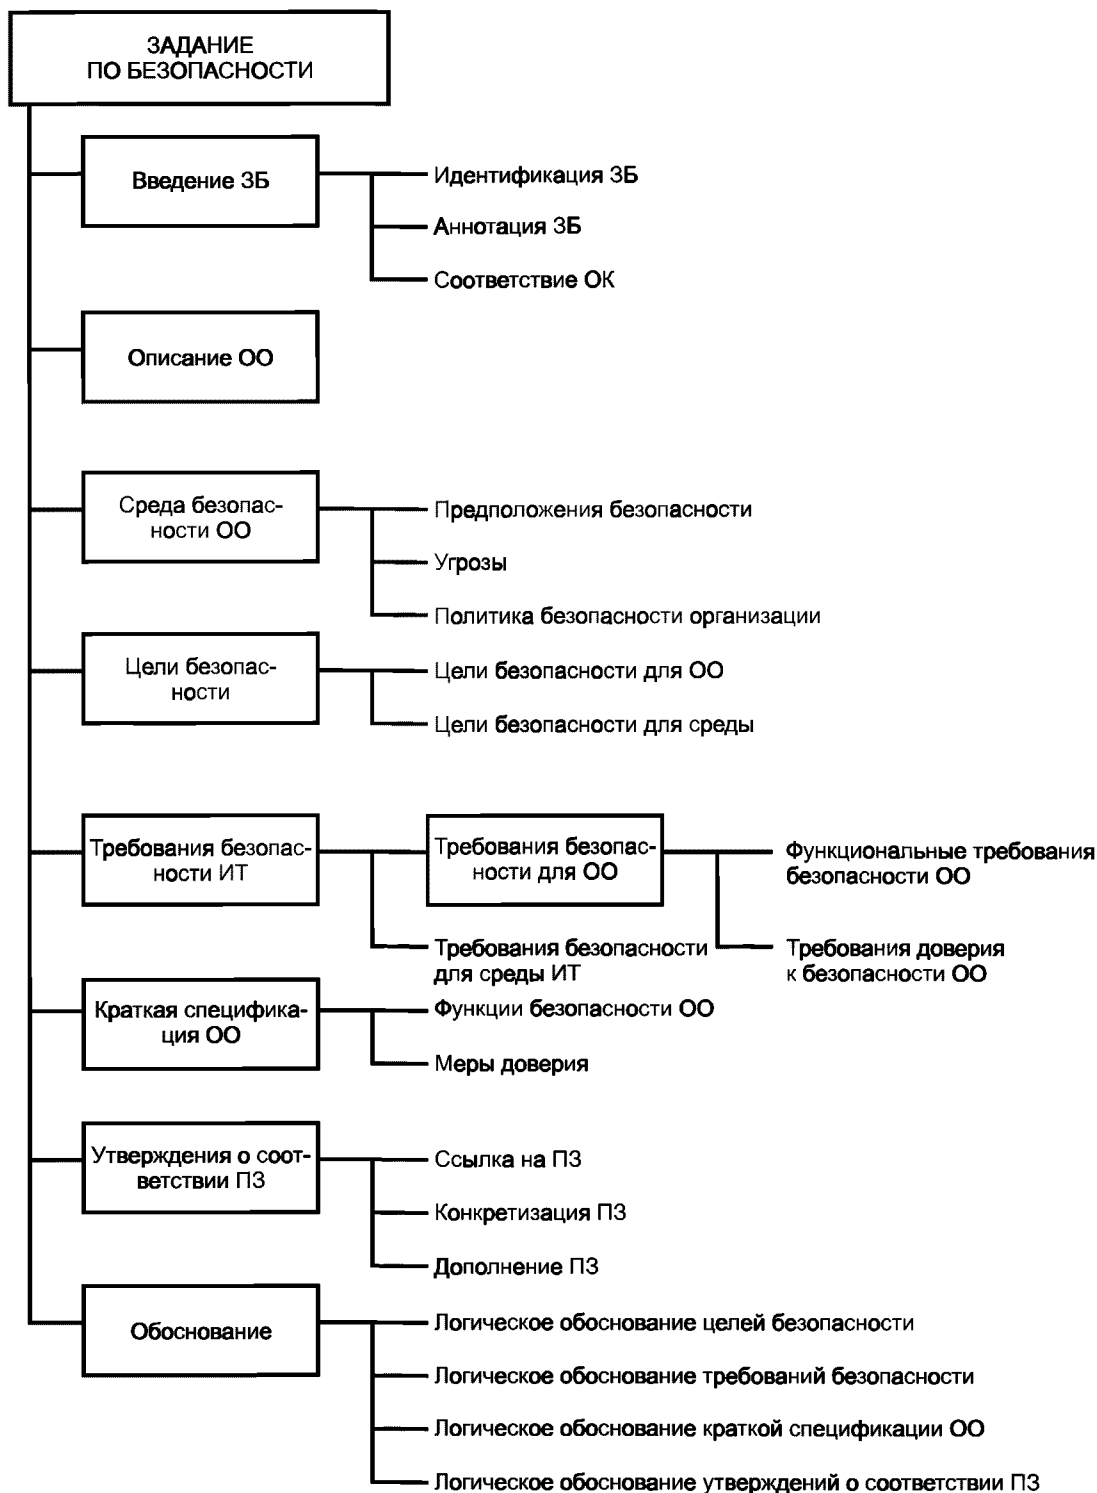 ЗАДАНИЕ
ПО БЕЗОПАСНОСТИ
Введение ЗБ
Идентификация ЗБ
Аннотация ЗБ
Соответствие ОК
Описание ОО
Среда безопас-
ности ОО
Предположения безопасности
Угрозы
Политика безопасности организации
Цели безопас-
ности
Цели безопасности для ОО
Цели безопасности для среды
Требования безопас-
ности ИТ
Требования безопас-
ности для ОО
Функциональные требования
безопасности ОО
Требования доверия
к безопасности ОО
Требования безопасности
для среды ИТ
Краткая специфика-
ция ОО
Функции безопасности ОО
Меры доверия
Утверждения о соот-
ветствии ПЗ
Ссылка на ПЗ
Конкретизация ПЗ
Дополнение ПЗ
Обоснование
Логическое обоснование целей безопасности
Логическое обоснование требований безопасности
Логическое обоснование краткой спецификации ОО
Логическое обоснование утверждений о соответствии ПЗ